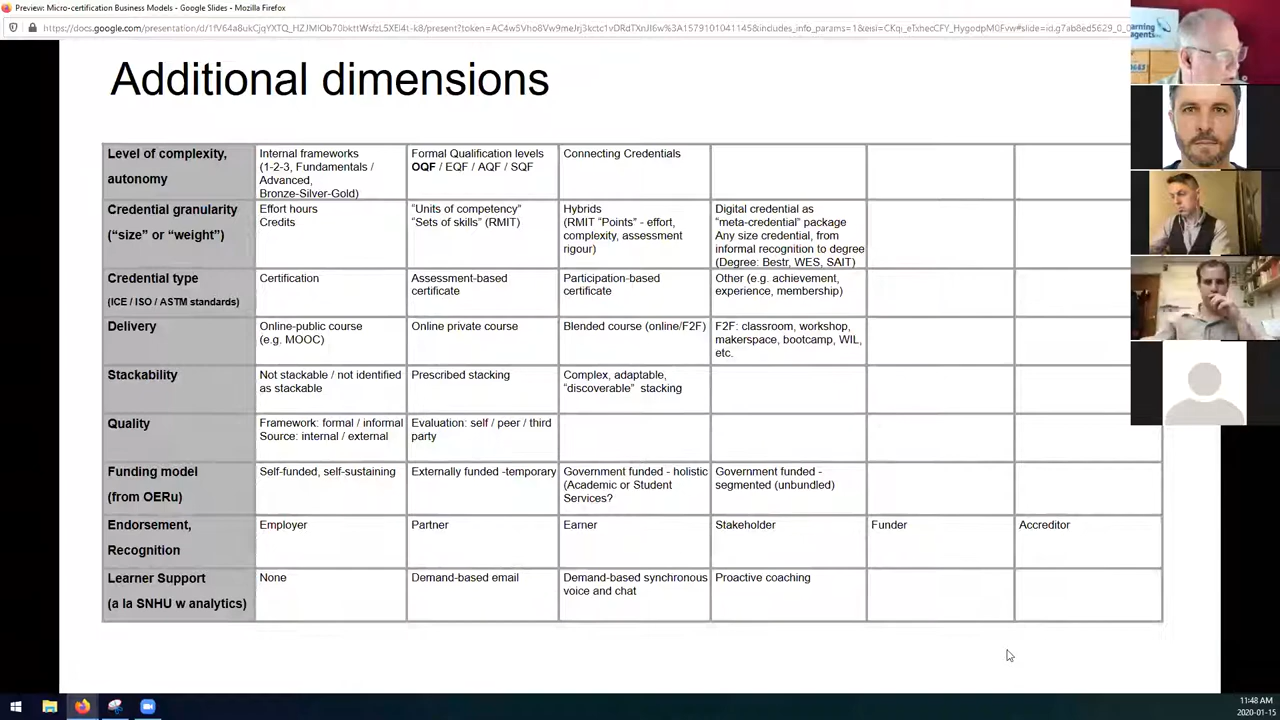 Preview: Micro-certification Business Models - Google Slides - Mozilla Firefox
Additional dimensions
Level of complexity,
autonomy
Internal frameworks
(1-2-3, Fundamentals /
Advanced,
Bronze-Silver-Gold)
Formal Qualification levels
OQF / EQF / AQF / SQF
Connecting Credentials
Credential granularity
(“size” or “weight”)
Effort hours
Credits
“Units of competency”
“Sets of skills” (RMIT)
Hybrids
(RMIT “Points” - effort,
complexity, assessment
rigour)
Digital credential as
“meta-credential” package
Any size credential, from
informal recognition to degree
(Degree: Bestr, WES, SAIT)
Credential type
(ICE / ISO / ASTM standards)
Certification
Assessment-based
certificate
Participation-based
certificate
Other (e.g. achievement,
experience, membership)
Delivery
Online-public course
(e.g. MOOC)
Online private course
Blended course (online/F2F)
F2F: classroom, workshop,
makerspace, bootcamp, WIL,
etc.
Stackability
Not stackable / not identified
as stackable
Prescribed stacking
Complex, adaptable,
“discoverable” stacking
Quality
Framework: formal / informal
Source: internal / external
Evaluation: self / peer / third
party
Funding model
(from OERu)
Self-funded, self-sustaining
Externally funded -temporary
Government funded - holistic
(Academic or Student
Services?
Government funded -
segmented (unbundled)
Endorsement,
Recognition
Employer
Partner
Earner
Stakeholder
Funder
Accreditor
Learner Support
(a la SNHU w analytics)
None
Demand-based email
Demand-based synchronous
voice and chat
Proactive coaching
11:48 AM
2020-01-15